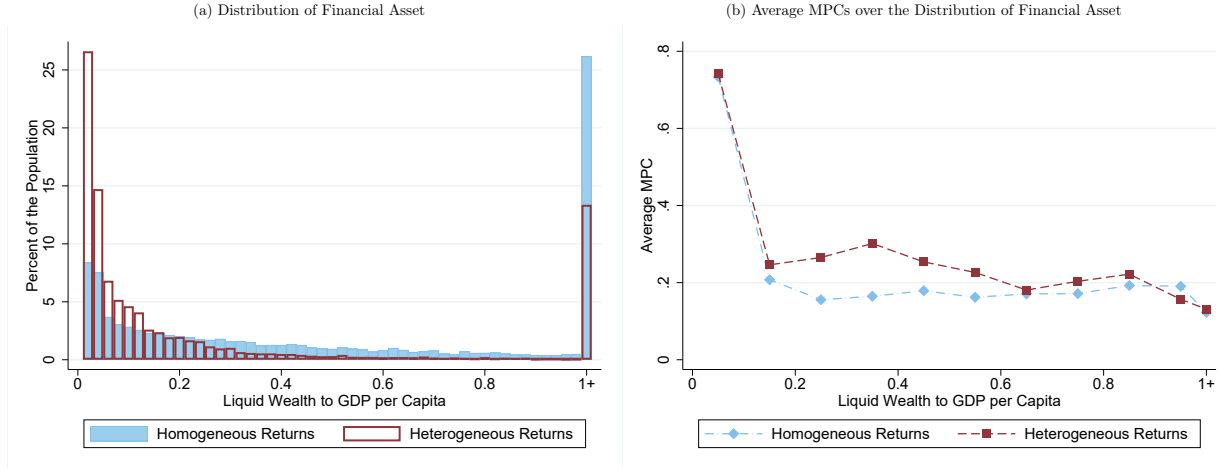 (a) Distribution of Financial Asset
Percent of the Population
25
20
15
10
5
0
0
0.2
0.4
0.6
0.8
1+
Liquid Wealth to GDP per Capita
Homogeneous Returns
Heterogeneous Returns
(b) Average MPCs over the Distribution of Financial Asset
Average MPC
.8
.6
.4
.2
0
0
0.2
0.4
0.6
0.8
1+
Liquid Wealth to GDP per Capita
Homogeneous Returns
Heterogeneous Returns